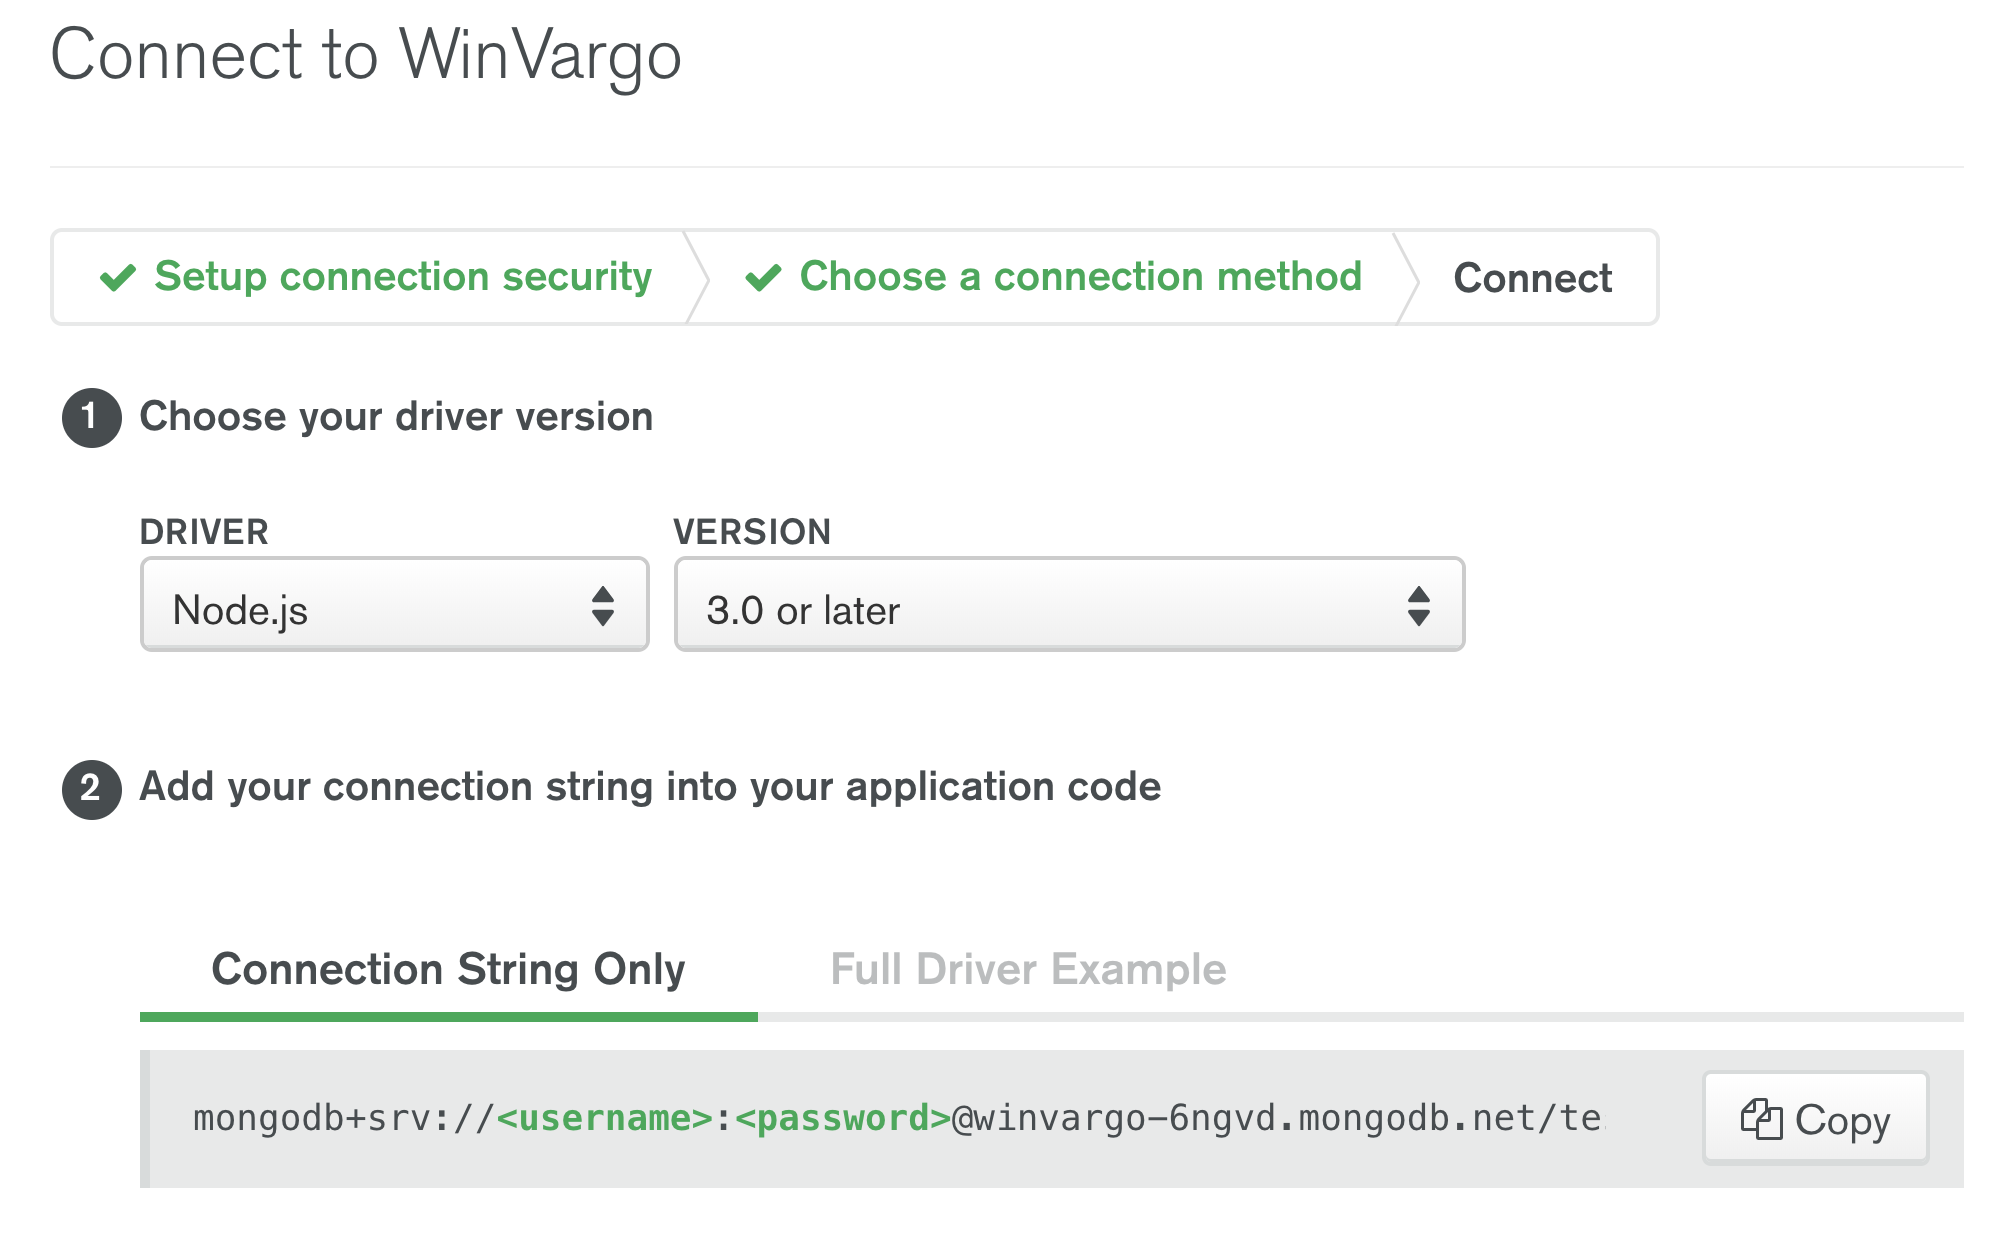 Connect to WinVargo
Setup connection security
Choose a connection method
Connect
1 Choose your driver version
DRIVER VERSION
Node.js 3.0 or later
2 Add your connection string into your application code
Connection String Only Full Driver Example
mongodb+srv://<username>:<password>@winvargo-6ngvd.mongodb.net/te Copy